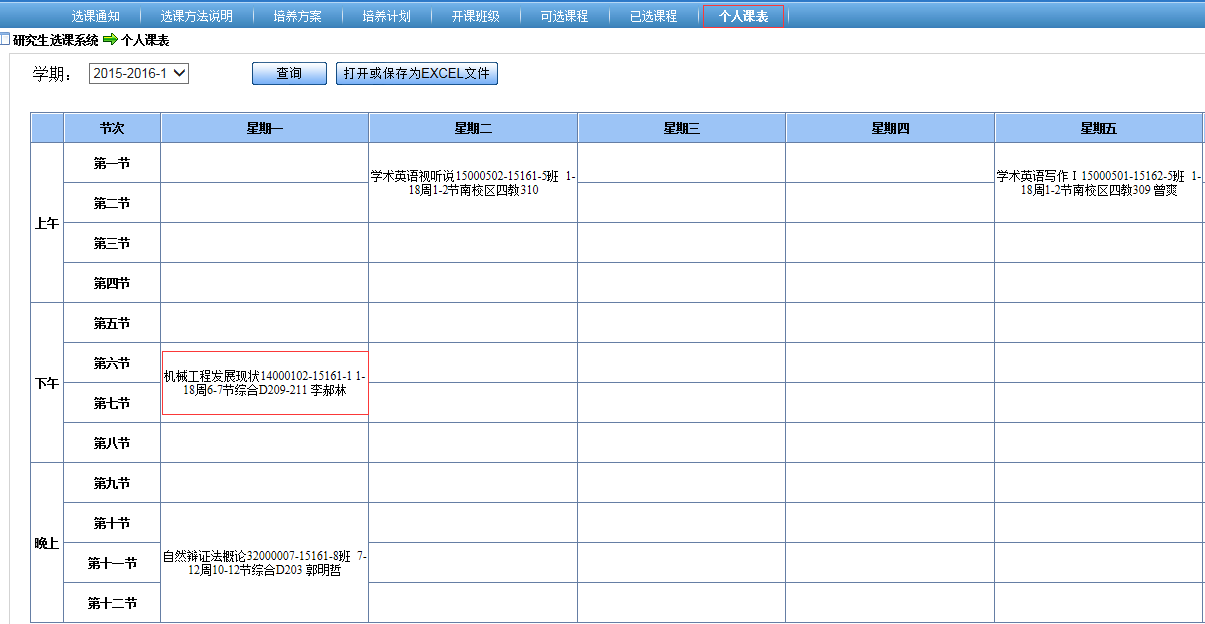 选课通知 选课方法说明 培养方案 培养计划 开课班级 可选课程 已选课程 个人课表
研究生选课系统 个人课表
学期： 2015-2016-1 查询 打开或保存为EXCEL文件
节次 星期一 星期二 星期三 星期四 星期五
上午
第一节
学术英语视听说15000502-15161-5班 1-
18周1-2节南校区四教310
学术英语写作Ⅰ15000501-15162-5班 1-
18周1-2节南校区四教309 曾爽
第二节
第三节
第四节
下午
第五节
第六节
机械工程发展现状14000102-15161-1 1-
18周6-7节综合D209-211 李郝林
第七节
第八节
晚上
第九节
第十节
自然辩证法概论32000007-15161-8班 7-
12周10-12节综合D203 郭明哲
第十一节
第十二节